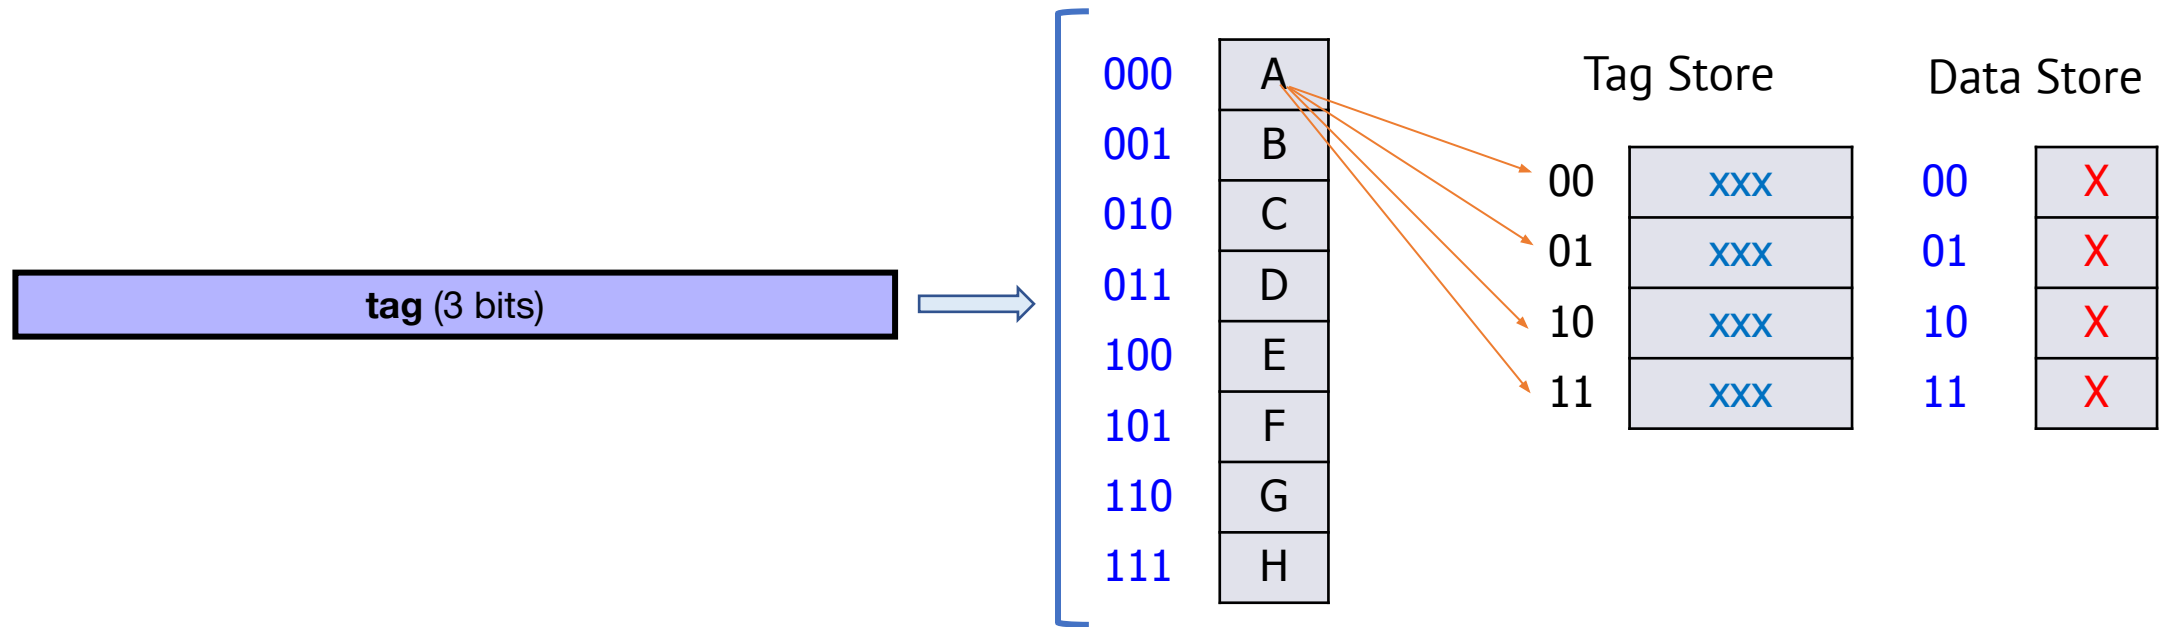 tag (3 bits)
000 A
001 B
010 C
011 D
100 E
101 F
110 G
111 H
Tag Store
00 xxx
01 xxx
10 xxx
11 xxx
Data Store
00 X
01 X
10 X
11 X